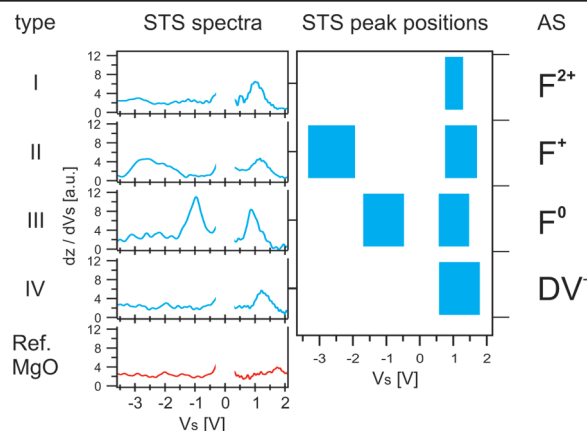 type STS spectra STS peak positions AS
I
II
III
IV
Ref.
MgO
dz / dVs [a.u.]
12
8
4
0
12
8
4
0
12
8
4
0
12
8
4
0
12
8
4
0
-3 -2 -1 0 1 2
Vs [V]
-3 -2 -1 0 1 2
Vs [V]
F²⁺
F⁺
F⁰
DV⁻